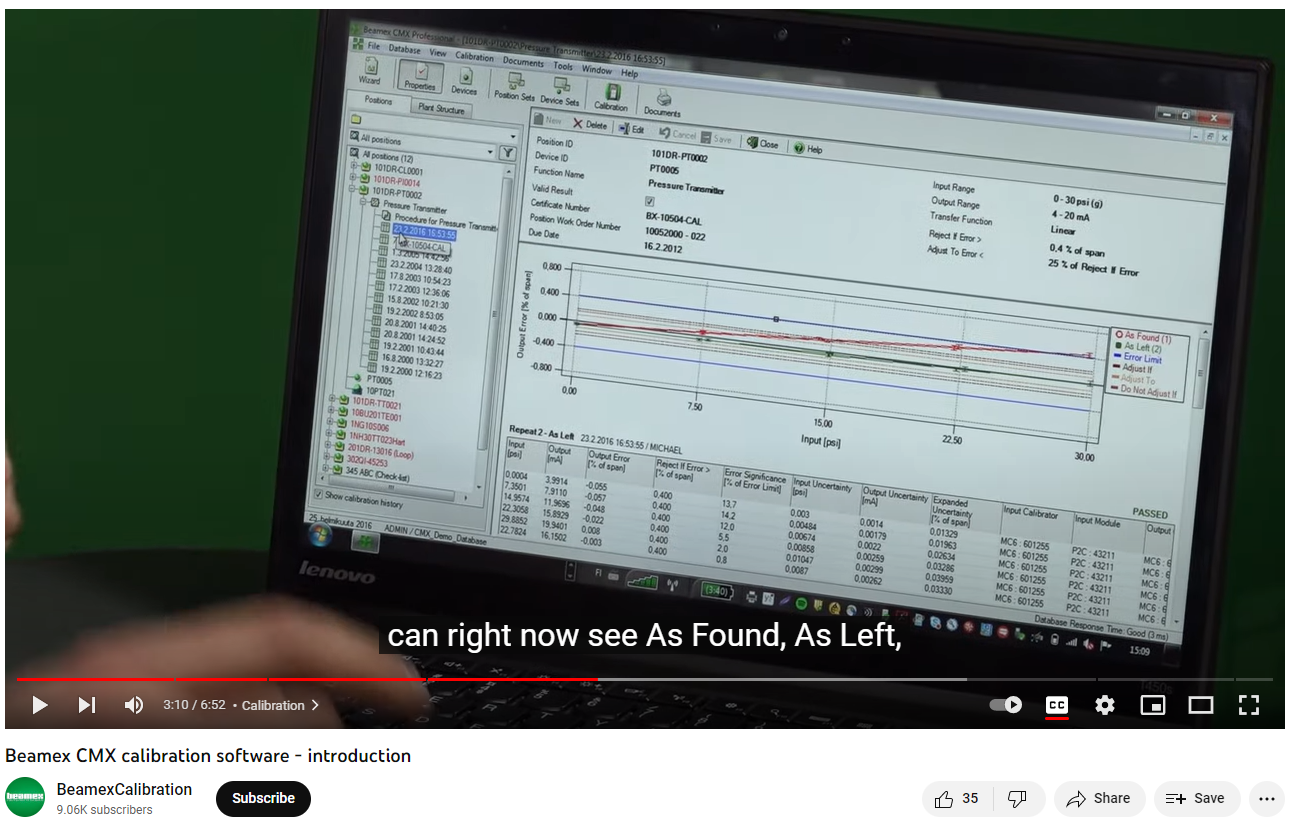 Beamex CMX Professional - [101DR-PT0002\Pressure Transmitter\23.2.2016 16:53:55]
File Database View Calibration Documents Tools Window Help
Wizard Properties Devices Position Sets Device Sets Calibration Documents
Positions Plant Structure
All positions
All positions (12)
101DR-CL0001
101DR-PI0014
101DR-PT0002
Pressure Transmitter
Procedure for Pressure Transmitt
23.2.2016 16:53:55
BX-10504-CAL
1.3.2005 14:42:56
23.2.2004 13:28:40
17.8.2003 10:54:23
17.2.2003 12:36:06
15.8.2002 10:21:30
19.2.2002 8:53:05
20.8.2001 14:40:25
20.8.2001 14:24:52
19.2.2001 10:43:44
16.8.2000 13:32:27
19.2.2000 12:16:23
PT0005
10PT021
101DR-TT0021
10BU201TE001
1NG10S006
1NH30TT023Hart
201DR-13016 (Loop)
302QI-45253
345 ABC (Check-list)
Show calibration history
25. helmikuuta 2016 ADMIN / CMX_Demo_Database
New Delete Edit Cancel Save Close Help
Position ID 101DR-PT0002
Device ID PT0005
Function Name Pressure Transmitter
Valid Result
Certificate Number BX-10504-CAL
Position Work Order Number 10052000 - 022
Due Date 16.2.2012
Input Range 0 - 30 psi (g)
Output Range 4 - 20 mA
Transfer Function Linear
Reject If Error > 0,4 % of span
Adjust To Error < 25 % of Reject If Error
Output Error [% of span]
0,800
0,400
0,000
-0,400
-0,800
0,00 7,50 15,00 22,50 30,00
Input [psi]
As Found (1)
As Left (2)
Error Limit
Adjust If
Adjust To
Do Not Adjust If
Repeat 2 - As Left 23.2.2016 16:53:55 / MICHAEL
PASSED
Input [psi] Output [mA] Output Error [% of span] Reject If Error > [% of span] Error Significance [% of Error Limit] Input Uncertainty [psi] Output Uncertainty [mA] Expanded Uncertainty [% of span] Input Calibrator Input Module Output
0,0004 3,9914 -0,055 0,400 13,7 0,003 0,0014 0,01329 MC6 : 601255 P2C : 43211 MC6 : 6
7,3501 7,9110 -0,057 0,400 14,2 0,00484 0,00179 0,01963 MC6 : 601255 P2C : 43211 MC6 : 6
14,9574 11,9696 -0,048 0,400 12,0 0,00674 0,0022 0,02634 MC6 : 601255 P2C : 43211 MC6 : 6
22,3058 15,8929 -0,022 0,400 5,5 0,00858 0,00259 0,03286 MC6 : 601255 P2C : 43211 MC6 : 6
29,8852 19,9401 0,008 0,400 2,0 0,01047 0,00299 0,03959 MC6 : 601255 P2C : 43211 MC6 : 6
22,7824 16,1502 -0,003 0,400 0,8 0,0087 0,00262 0,03330 MC6 : 601255 P2C : 43211 MC6 : 6
Database Response Time: Good (3 ms)
FI (3:40) 15:09
lenovo
T450s
can right now see As Found, As Left,
3:10 / 6:52 • Calibration
CC
Beamex CMX calibration software - introduction
beamex
BeamexCalibration
9.06K subscribers
Subscribe
35
Share
Save